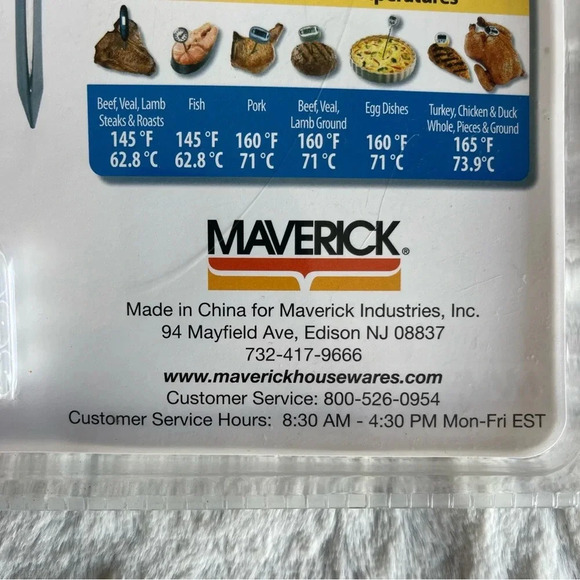 Beef, Veal, Lamb
Steaks & Roasts
145 °F
62.8 °C
Fish
145 °F
62.8 °C
Pork
160 °F
71 °C
Beef, Veal,
Lamb Ground
160 °F
71 °C
Egg Dishes
160 °F
71 °C
Turkey, Chicken & Duck
Whole, Pieces & Ground
165 °F
73.9°C
MAVERICK®
Made in China for Maverick Industries, Inc.
94 Mayfield Ave, Edison NJ 08837
732-417-9666
www.maverickhousewares.com
Customer Service: 800-526-0954
Customer Service Hours: 8:30 AM - 4:30 PM Mon-Fri EST